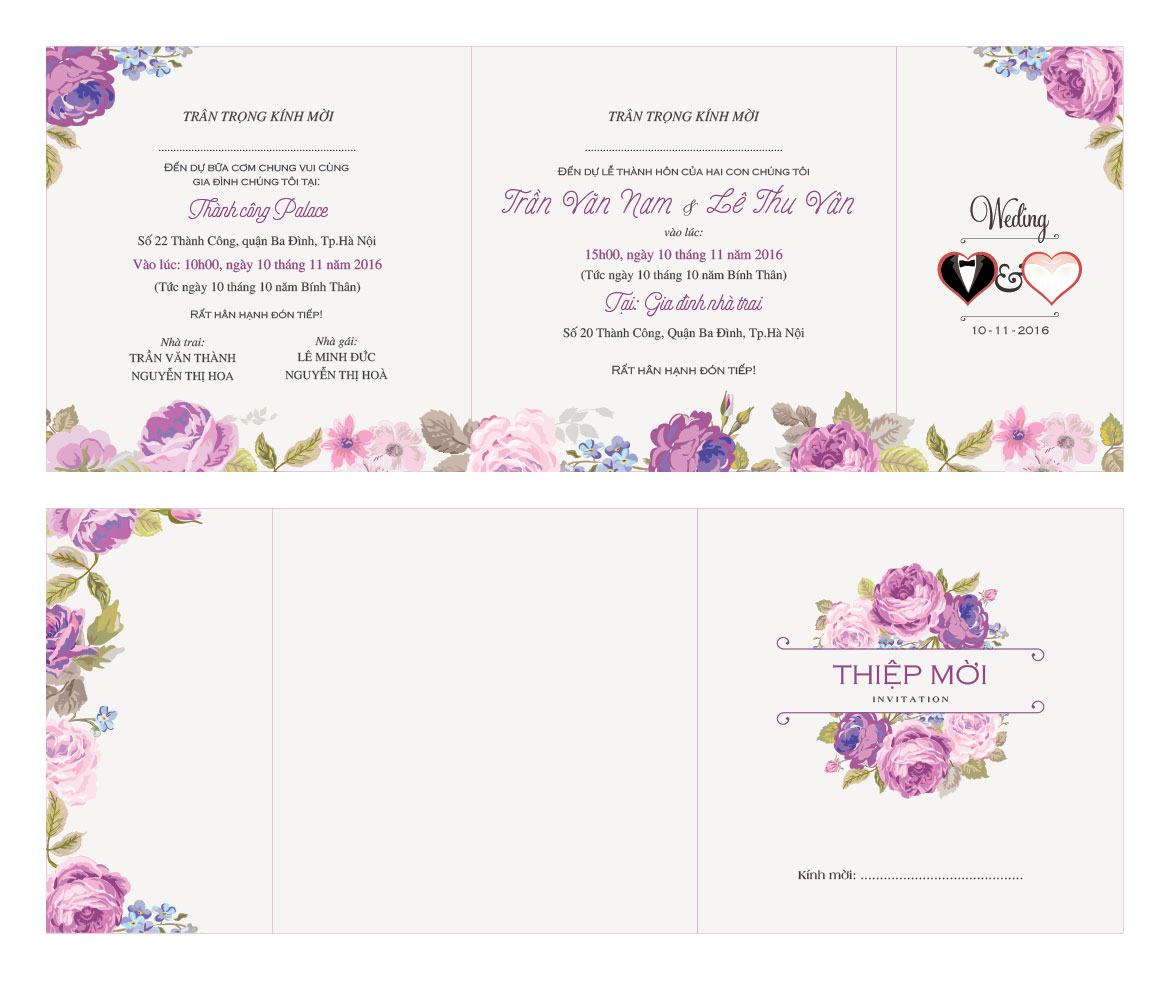 TRÂN TRỌNG KÍNH MỜI
................................................................
ĐẾN DỰ BỮA CƠM CHUNG VUI CÙNG
GIA ĐÌNH CHÚNG TÔI TẠI:
Thành công Palace
Số 22 Thành Công, quận Ba Đình, Tp.Hà Nội
Vào lúc: 10h00, ngày 10 tháng 11 năm 2016
(Tức ngày 10 tháng 10 năm Bính Thân)
RẤT HÂN HẠNH ĐÓN TIẾP!
Nhà trai:
TRẦN VĂN THÀNH
NGUYỄN THỊ HOA
Nhà gái:
LÊ MINH ĐỨC
NGUYỄN THỊ HOÀ
TRÂN TRỌNG KÍNH MỜI
................................................................
ĐẾN DỰ LỄ THÀNH HÔN CỦA HAI CON CHÚNG TÔI
Trần Văn Nam & Lê Thu Vân
vào lúc:
15h00, ngày 10 tháng 11 năm 2016
(Tức ngày 10 tháng 10 năm Bính Thân)
Tại: Gia đình nhà trai
Số 20 Thành Công, Quận Ba Đình, Tp.Hà Nội
RẤT HÂN HẠNH ĐÓN TIẾP!
Weding
&
10-11-2016
THIỆP MỜI
INVITATION
Kính mời: ..........................................